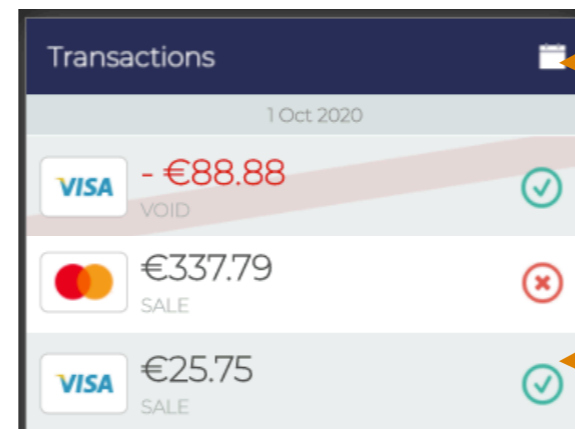 Transactions
1 Oct 2020
VISA - €88.88
VOID
€337.79
SALE
VISA €25.75
SALE